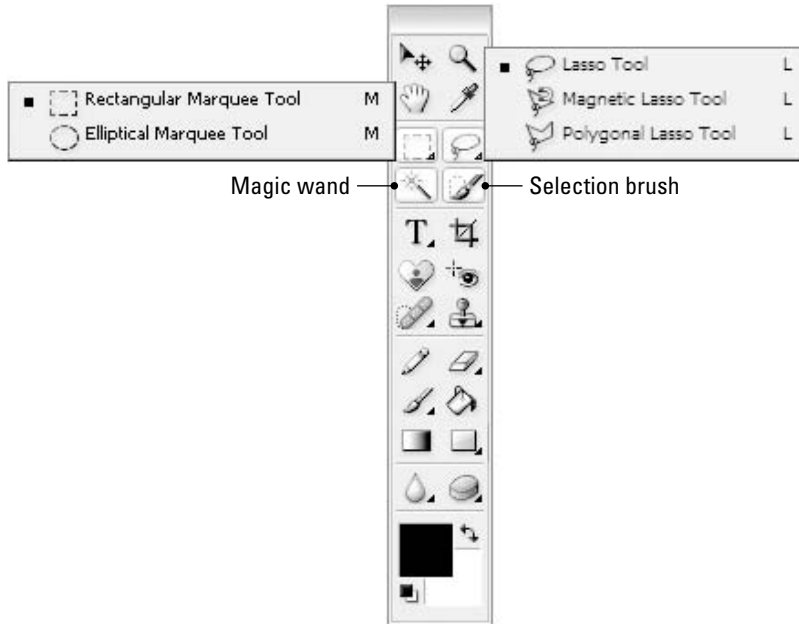 Lasso Tool L
Magnetic Lasso Tool L
Polygonal Lasso Tool L
Rectangular Marquee Tool M
Elliptical Marquee Tool M
Magic wand
Selection brush
T